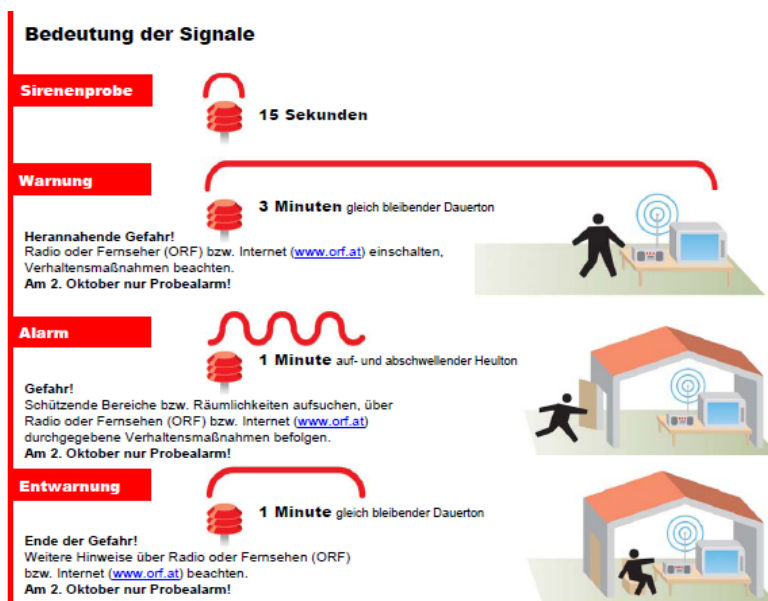 Bedeutung der Signale
Sirenenprobe
15 Sekunden
Warnung
3 Minuten gleich bleibender Dauerton
Herannahende Gefahr!
Radio oder Fernseher (ORF) bzw. Internet (www.orf.at) einschalten,
Verhaltensmaßnahmen beachten.
Am 2. Oktober nur Probealarm!
Alarm
1 Minute auf- und abschwellender Heulton
Gefahr!
Schützende Bereiche bzw. Räumlichkeiten aufsuchen, über
Radio oder Fernsehen (ORF) bzw. Internet (www.orf.at)
durchgegebene Verhaltensmaßnahmen befolgen.
Am 2. Oktober nur Probealarm!
Entwarnung
1 Minute gleich bleibender Dauerton
Ende der Gefahr!
Weitere Hinweise über Radio oder Fernsehen (ORF)
bzw. Internet (www.orf.at) beachten.
Am 2. Oktober nur Probealarm!